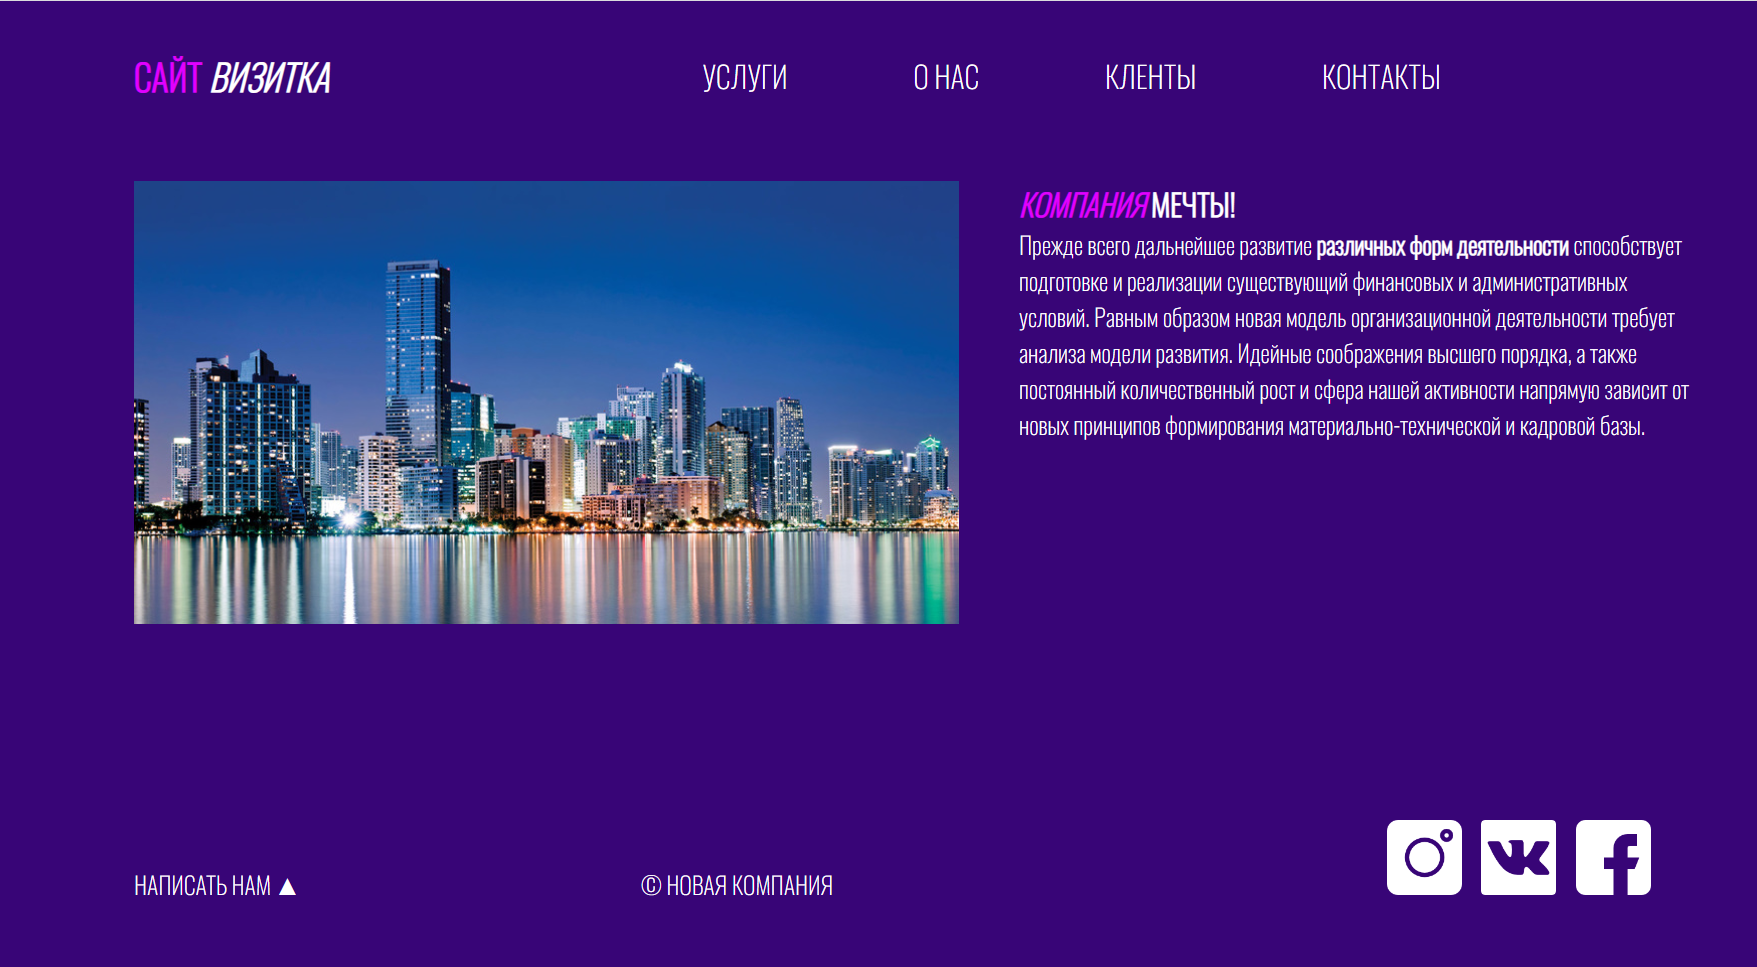 САЙТ ВИЗИТКА
УСЛУГИ
О НАС
КЛЕНТЫ
КОНТАКТЫ
КОМПАНИЯ МЕЧТЫ!
Прежде всего дальнейшее развитие различных форм деятельности способствует
подготовке и реализации существующий финансовых и административных
условий. Равным образом новая модель организационной деятельности требует
анализа модели развития. Идейные соображения высшего порядка, а также
постоянный количественный рост и сфера нашей активности напрямую зависит от
новых принципов формирования материально-технической и кадровой базы.
НАПИСАТЬ НАМ ▲
© НОВАЯ КОМПАНИЯ